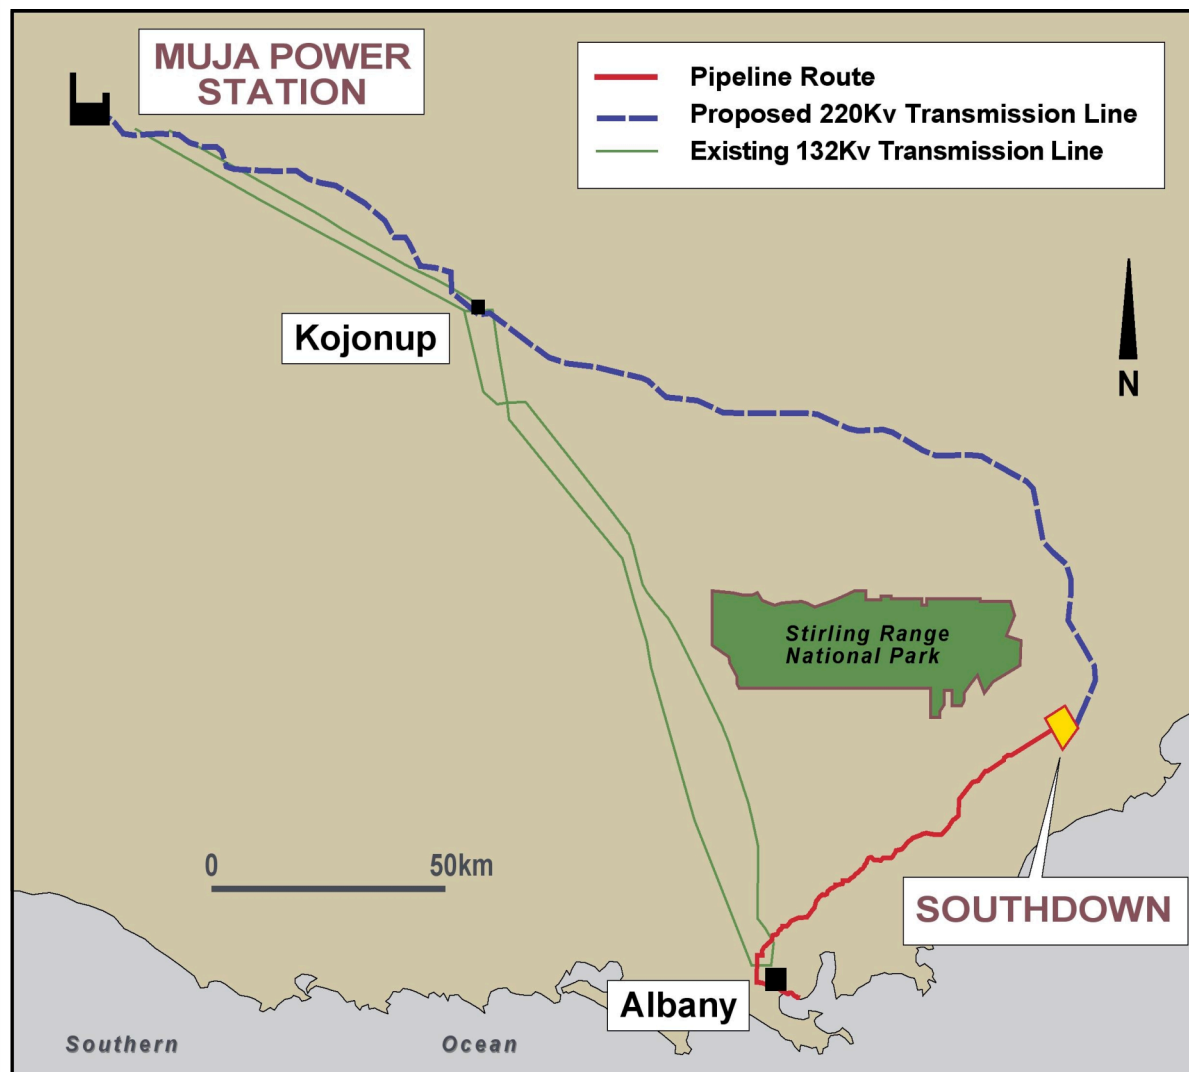 MUJA POWER
STATION
Pipeline Route
Proposed 220Kv Transmission Line
Existing 132Kv Transmission Line
Kojonup
N
Stirling Range
National Park
0 50km
SOUTHDOWN
Albany
Southern Ocean